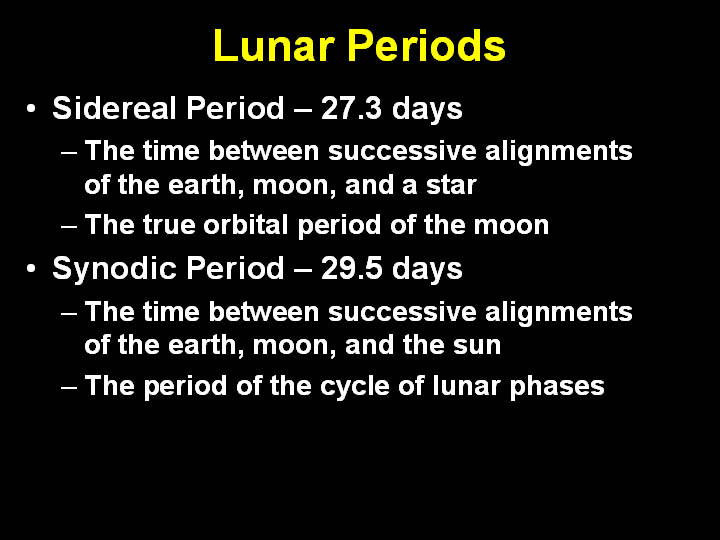 Lunar Periods
• Sidereal Period – 27.3 days
– The time between successive alignments
of the earth, moon, and a star
– The true orbital period of the moon
• Synodic Period – 29.5 days
– The time between successive alignments
of the earth, moon, and the sun
– The period of the cycle of lunar phases